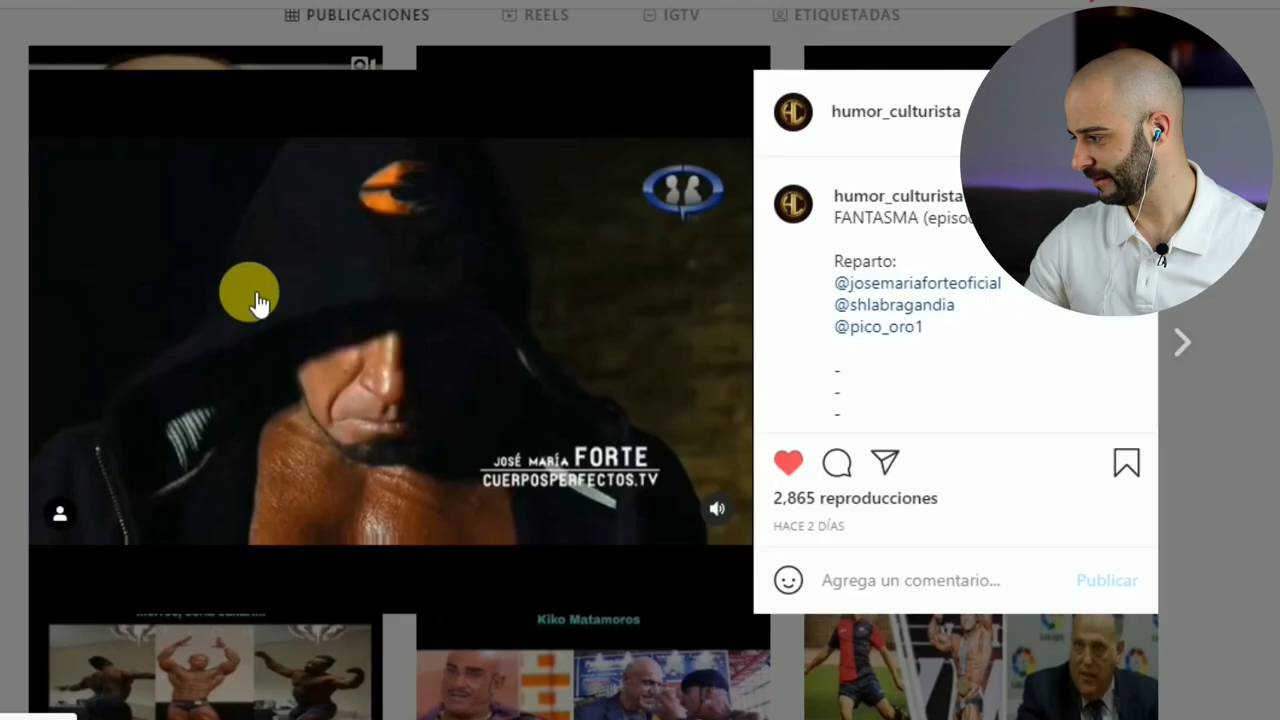 PUBLICACIONES
REELS
IGTV
ETIQUETADAS
humor_culturista
humor_culturista
FANTASMA
Reparto:
@josemariaforteoficial
@shlabragandia
@pico_oro1
-
-
-
JOSÉ MARÍA FORTE
CUERPOSPERFECTOS.TV
2,865 reproducciones
HACE 2 DÍAS
Agrega un comentario...
Publicar
Kiko Matamoros